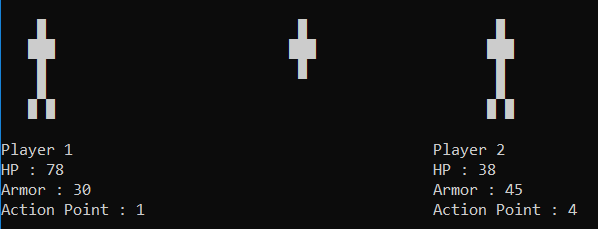 Player 1
HP : 78
Armor : 30
Action Point : 1
Player 2
HP : 38
Armor : 45
Action Point : 4